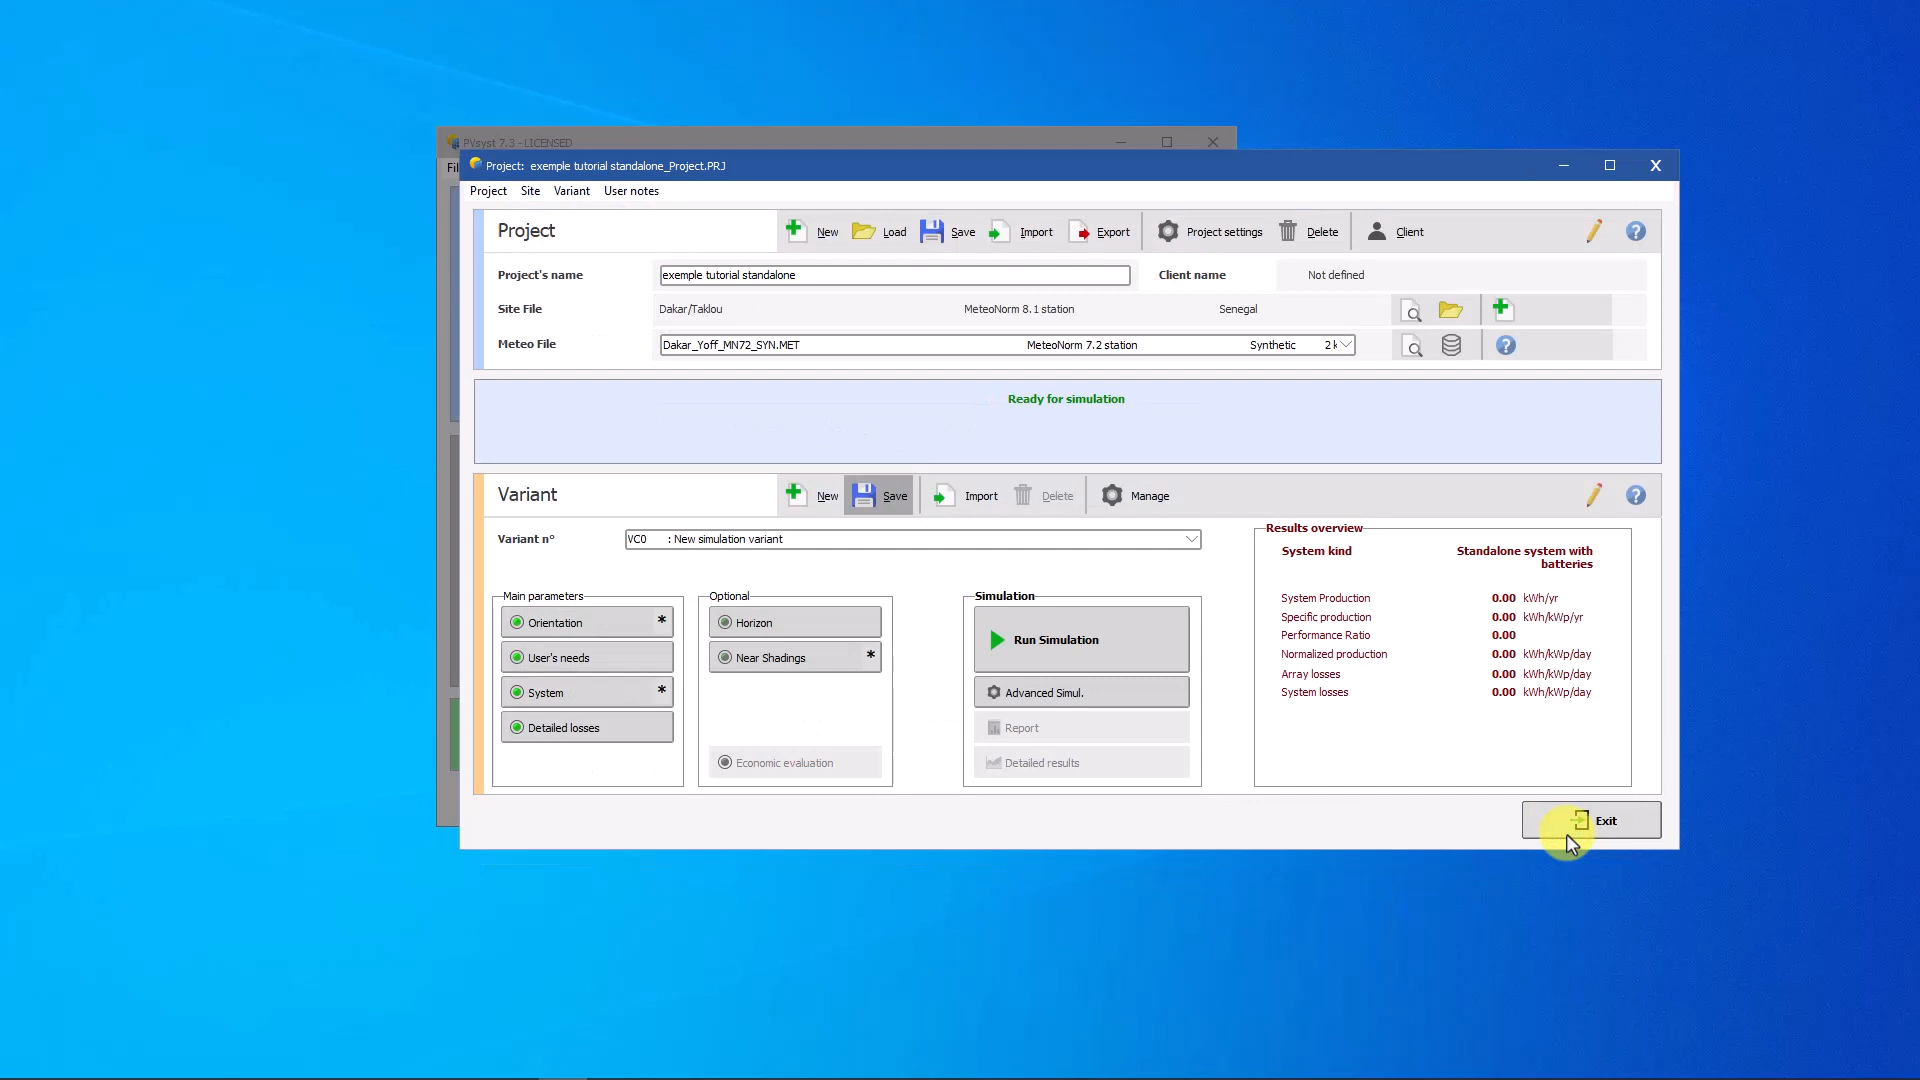 PVsyst 7.3 - LICENSED
Fil
Project: exemple tutorial standalone_Project.PRJ
Project Site Variant User notes
Project New Load Save Import Export Project settings Delete Client
Project's name exemple tutorial standalone Client name Not defined
Site File Dakar/Taklou MeteoNorm 8.1 station Senegal
Meteo File Dakar_Yoff_MN72_SYN.MET MeteoNorm 7.2 station Synthetic 2 k
Ready for simulation
Variant New Save Import Delete Manage
Variant n° VC0 : New simulation variant
Results overview
System kind Standalone system with batteries
System Production 0.00 kWh/yr
Specific production 0.00 kWh/kWp/yr
Performance Ratio 0.00
Normalized production 0.00 kWh/kWp/day
Array losses 0.00 kWh/kWp/day
System losses 0.00 kWh/kWp/day
Main parameters
Orientation *
User's needs
System *
Detailed losses
Optional
Horizon
Near Shadings *
Economic evaluation
Simulation
Run Simulation
Advanced Simul.
Report
Detailed results
Exit